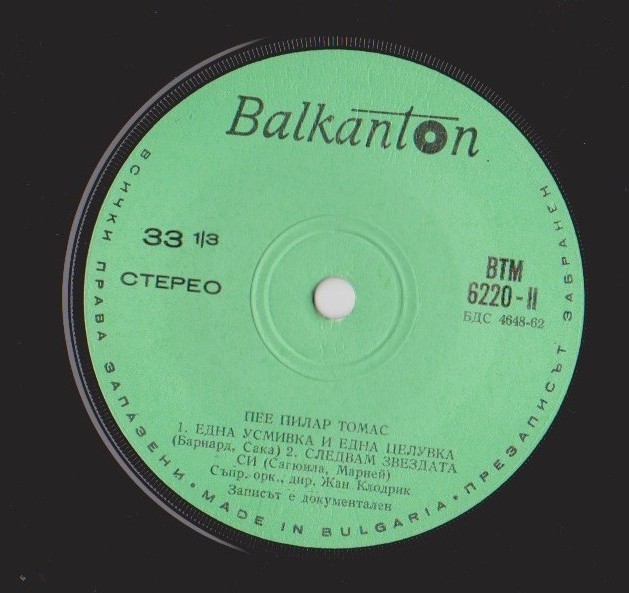 Balkanton
33 1/3
СТЕРЕО
ВТМ
6220-II
БДС 4648-62
ПЕЕ ПИЛАР ТОМАС
1. ЕДНА УСМИВКА И ЕДНА ЦЕЛУВКА
(Барнард, Сака) 2. СЛЕДВАМ ЗВЕЗДАТА
СИ (Сагюила, Марней)
Съпр. орк., дир. Жан Клодрик
Записът е документален
ВСИЧКИ ПРАВА ЗАПАЗЕНИ • MADE IN BULGARIA • ПРЕЗАПИСЪТ ЗАБРАНЕН